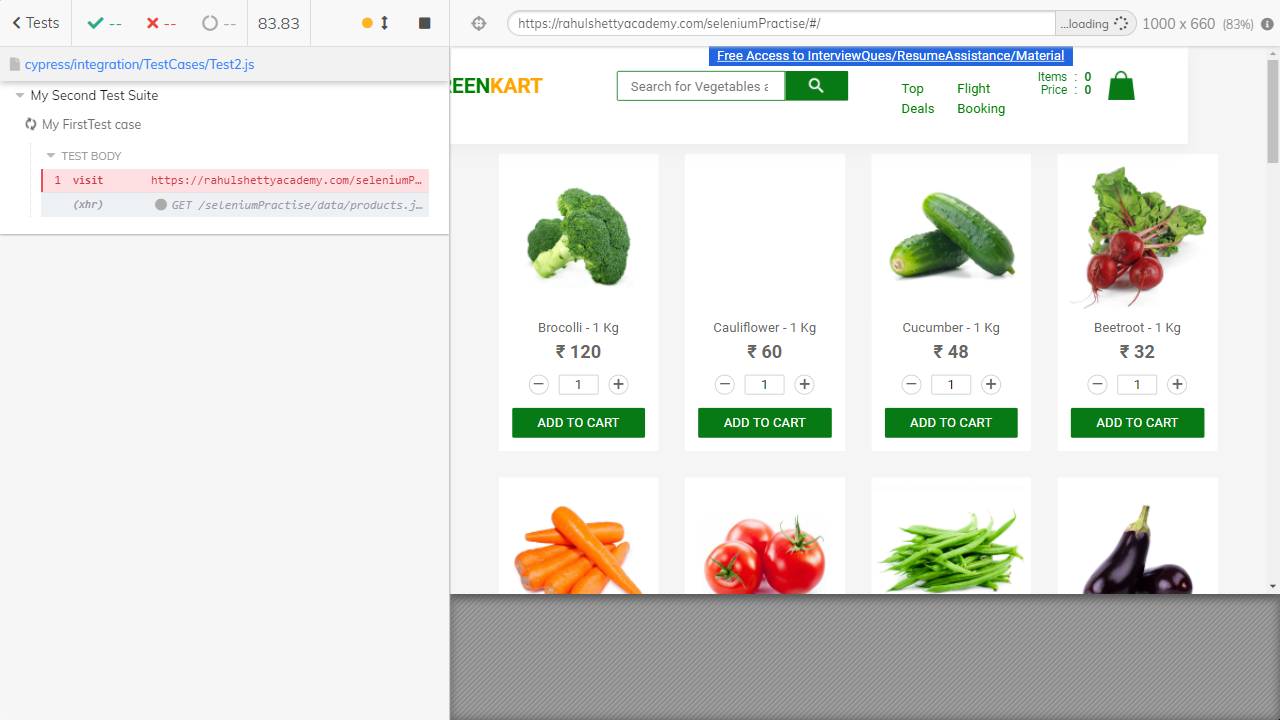 Tests
--
--
--
83.83
https://rahulshettyacademy.com/seleniumPractise/#/
...loading
1000 x 660 (83%)
cypress/integration/TestCases/Test2.js
My Second Test Suite
My FirstTest case
TEST BODY
1 visit https://rahulshettyacademy.com/seleniumP...
(xhr) GET /seleniumPractise/data/products.j...
Free Access to InterviewQues/ResumeAssistance/Material
REENKART
Search for Vegetables a
Top Deals
Flight Booking
Items : 0
Price : 0
Brocolli - 1 Kg
₹ 120
1
ADD TO CART
Cauliflower - 1 Kg
₹ 60
1
ADD TO CART
Cucumber - 1 Kg
₹ 48
1
ADD TO CART
Beetroot - 1 Kg
₹ 32
1
ADD TO CART